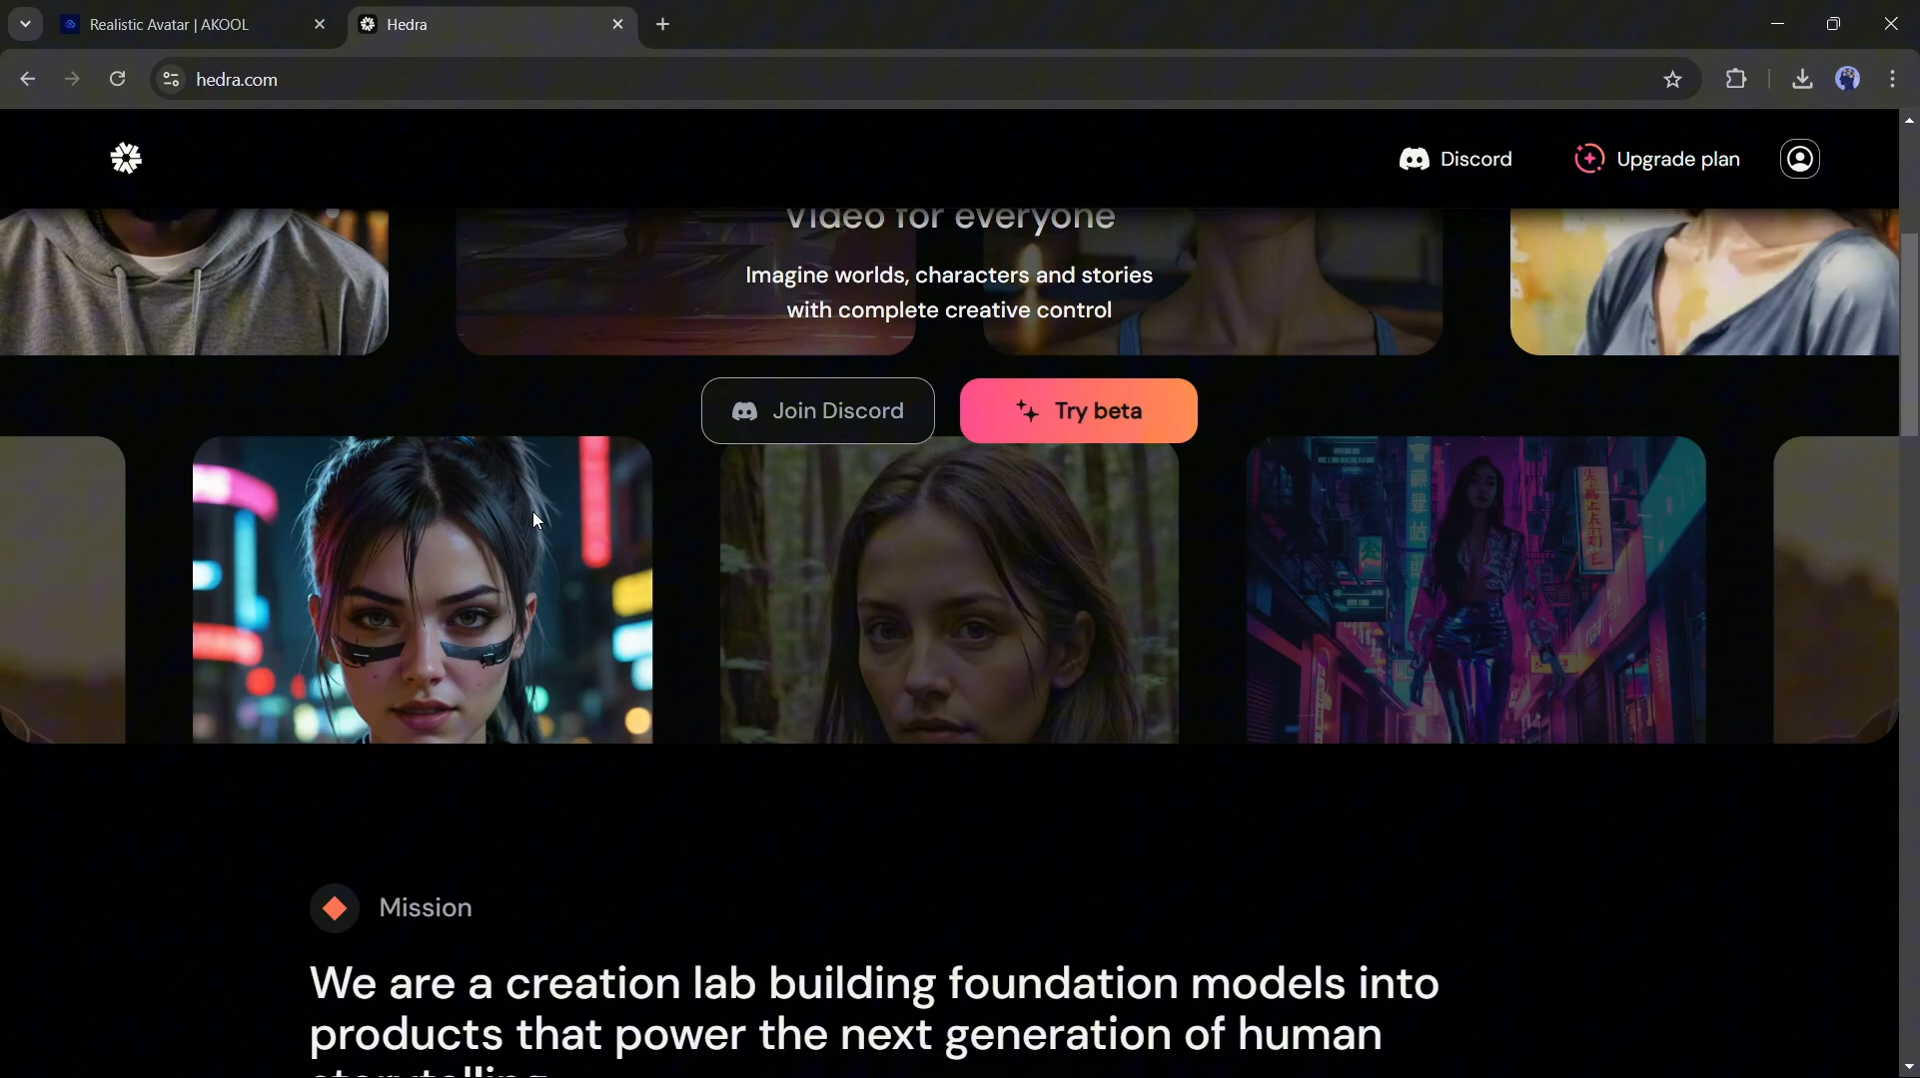 Realistic Avatar | AKOOL
Hedra
hedra.com
Discord
Upgrade plan
Video for everyone
Imagine worlds, characters and stories
with complete creative control
Join Discord
Try beta
Mission
We are a creation lab building foundation models into
products that power the next generation of human
storytelling